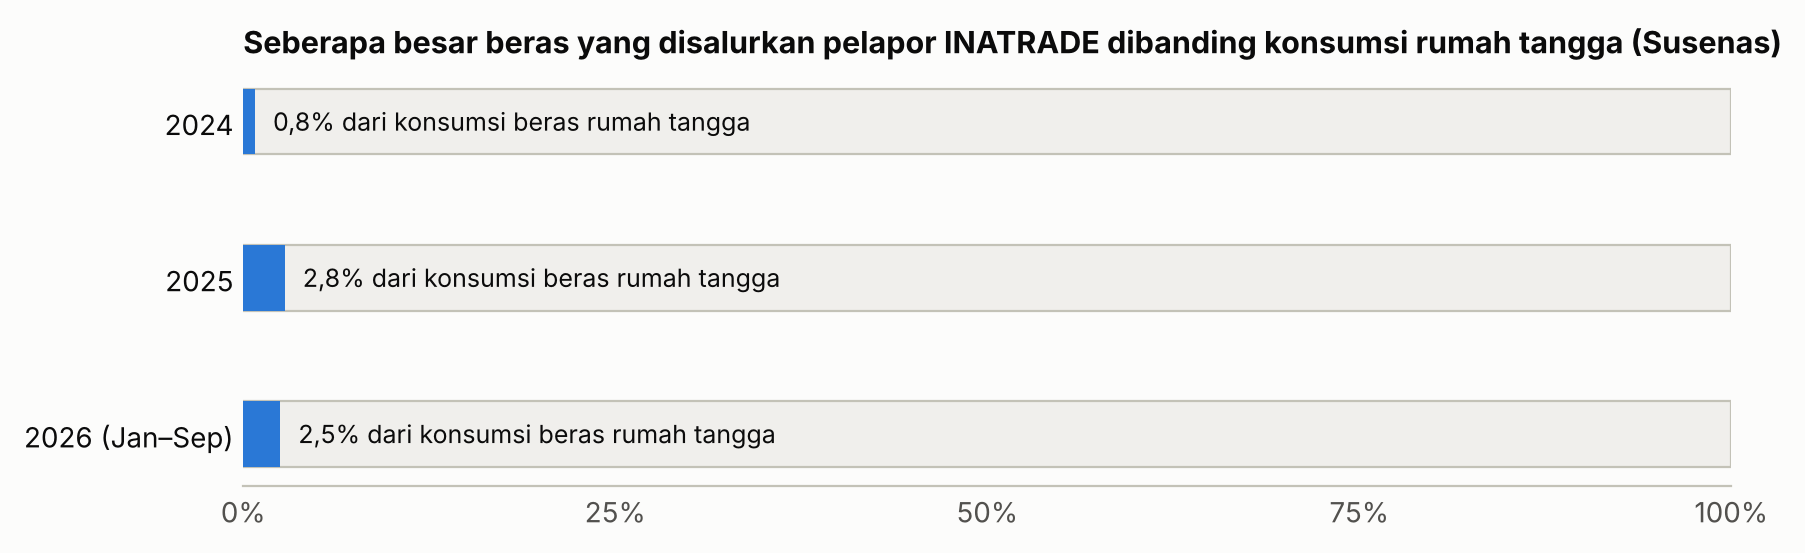 Seberapa besar beras yang disalurkan pelapor INATRADE dibanding konsumsi rumah tangga (Susenas)
2024
0,8% dari konsumsi beras rumah tangga
2025
2,8% dari konsumsi beras rumah tangga
2026 (Jan–Sep)
2,5% dari konsumsi beras rumah tangga
0% 25% 50% 75% 100%